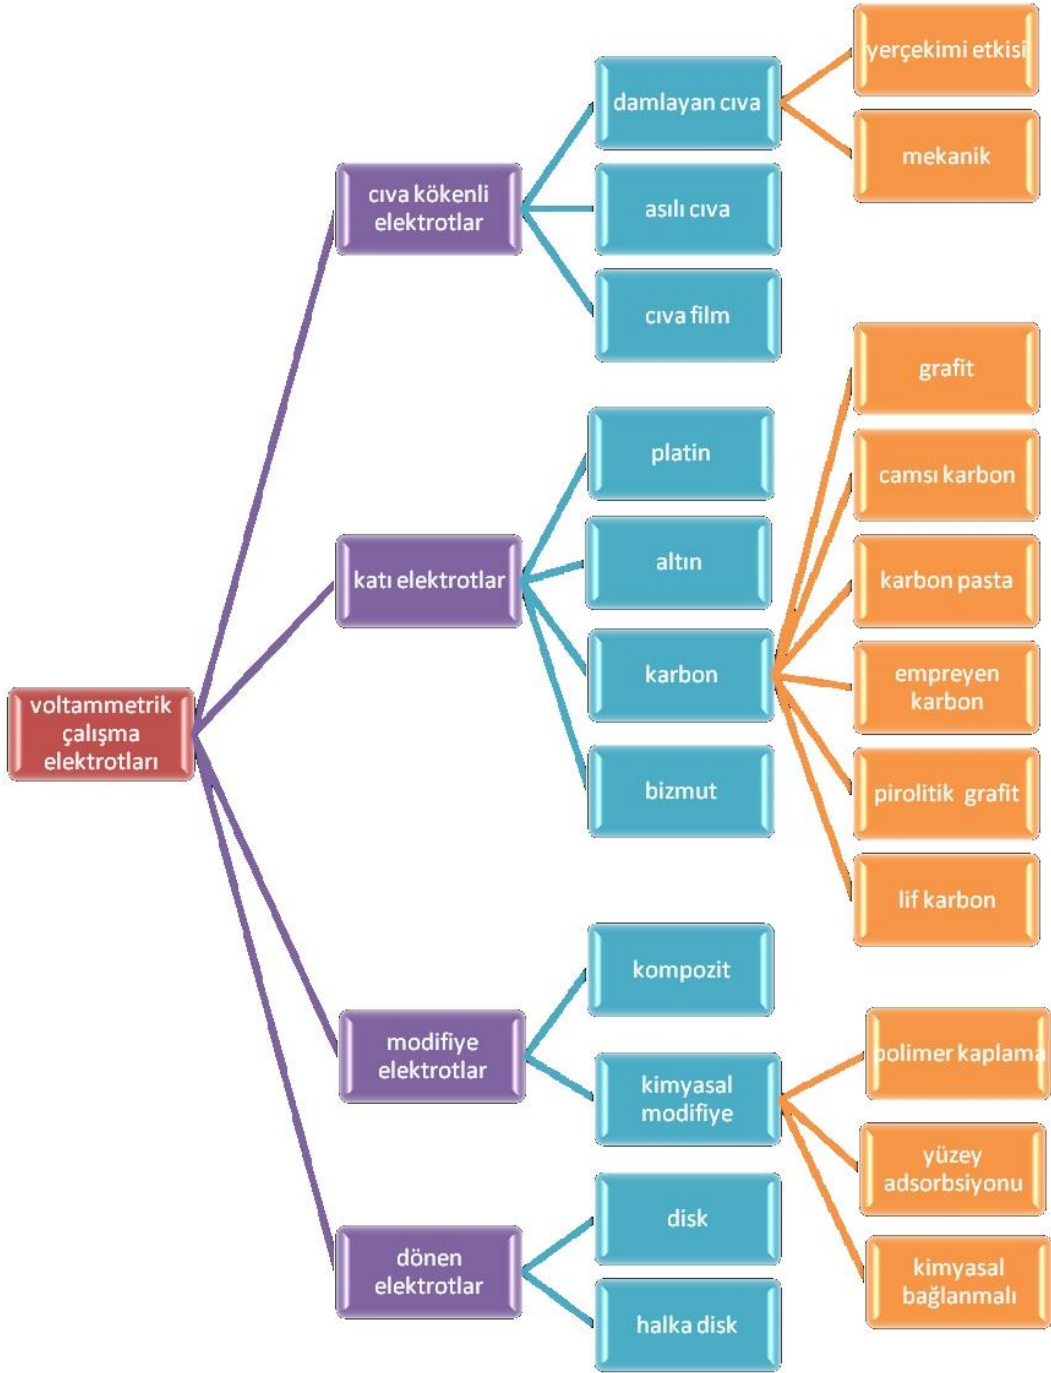 voltammetrik
çalışma
elektrotları
cıva kökenli
elektrotlar
damlayan cıva
yerçekimi etkisi
mekanik
asılı cıva
cıva film
katı elektrotlar
platin
altın
karbon
grafit
camsı karbon
karbon pasta
empreyen
karbon
pirolitik grafit
lif karbon
bizmut
modifiye
elektrotlar
kompozit
kimyasal
modifiye
polimer kaplama
yüzey
adsorbsiyonu
kimyasal
bağlanmalı
dönen
elektrotlar
disk
halka disk